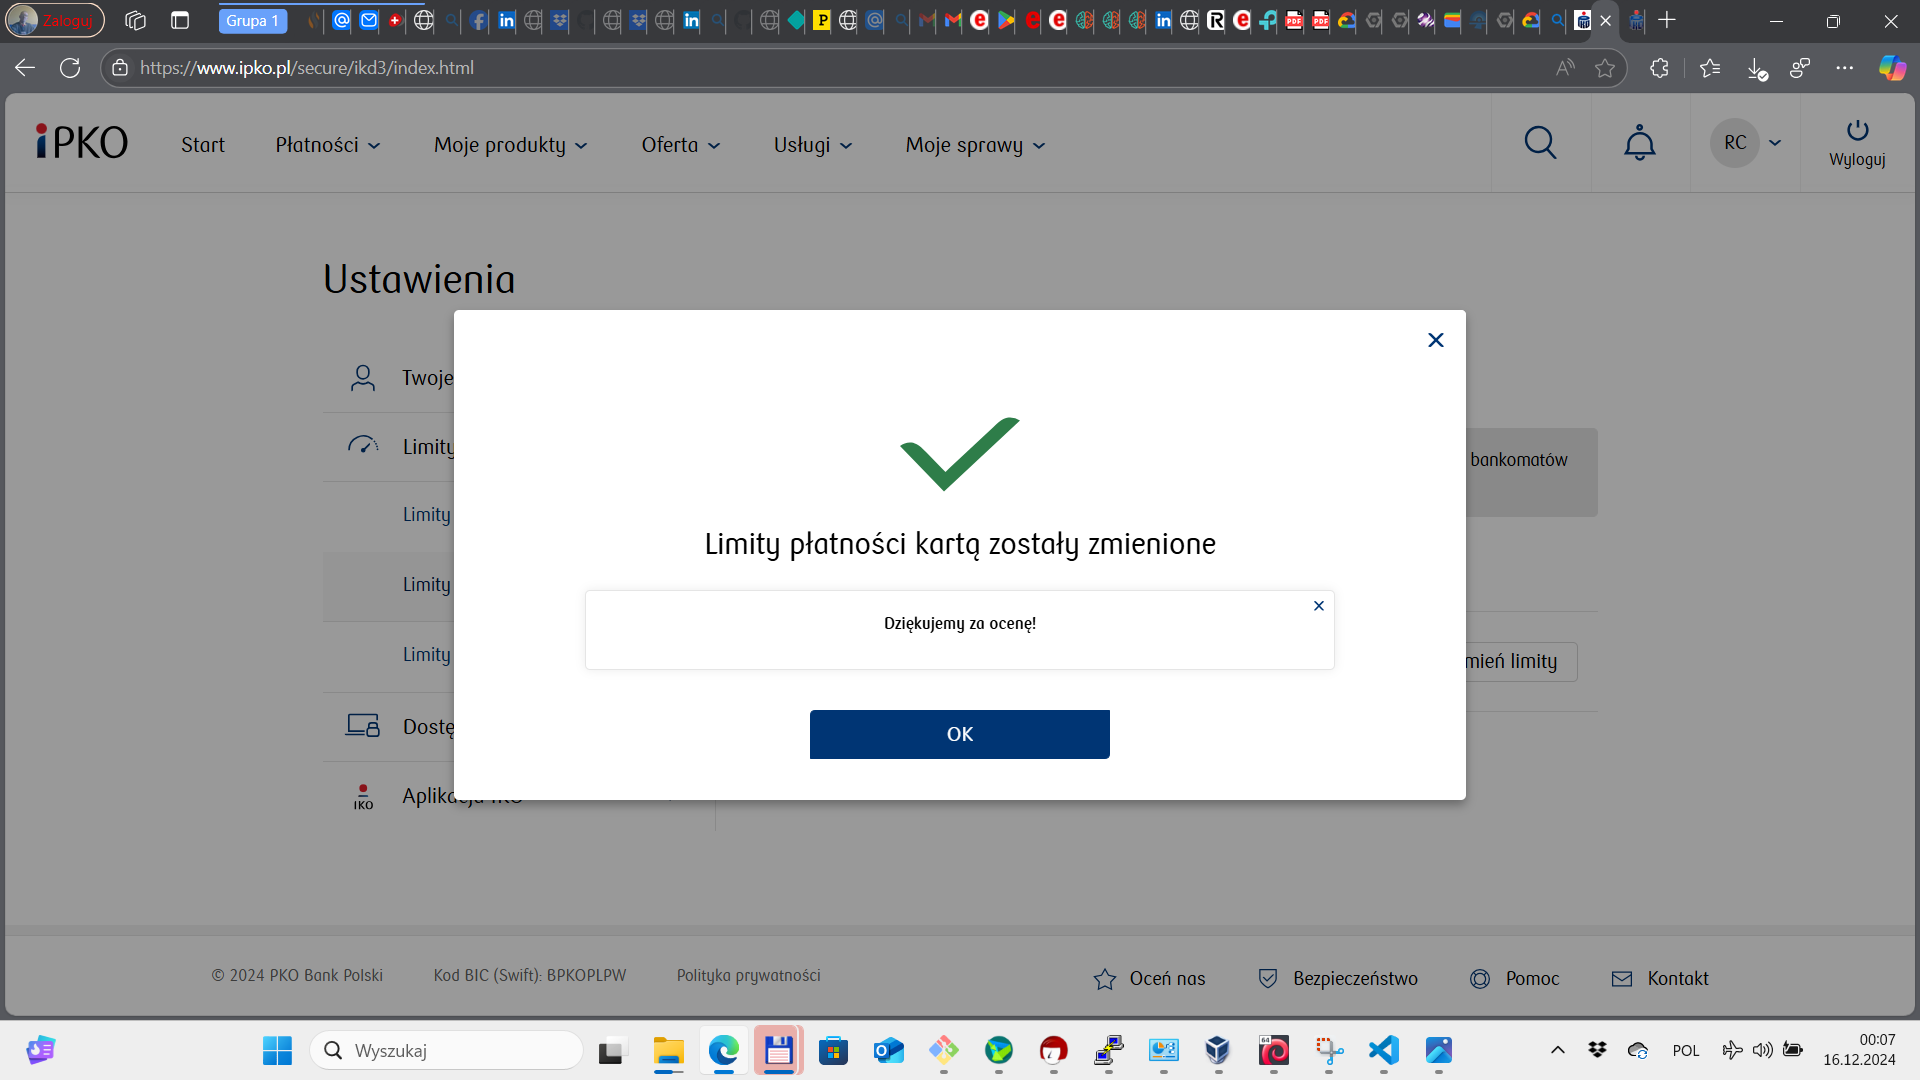 Zaloguj
Grupa 1
https://www.ipko.pl/secure/ikd3/index.html
iPKO
Start
Płatności
Moje produkty
Oferta
Usługi
Moje sprawy
RC
Wyloguj
Ustawienia
Twoje
Limity
Limity
Limity
Limity
Dostę
IKO
Aplikacja IKO
bankomatów
mień limity
Limity płatności kartą zostały zmienione
Dziękujemy za ocenę!
OK
© 2024 PKO Bank Polski
Kod BIC (Swift): BPKOPLPW
Polityka prywatności
Oceń nas
Bezpieczeństwo
Pomoc
Kontakt
Wyszukaj
64
POL
00:07
16.12.2024